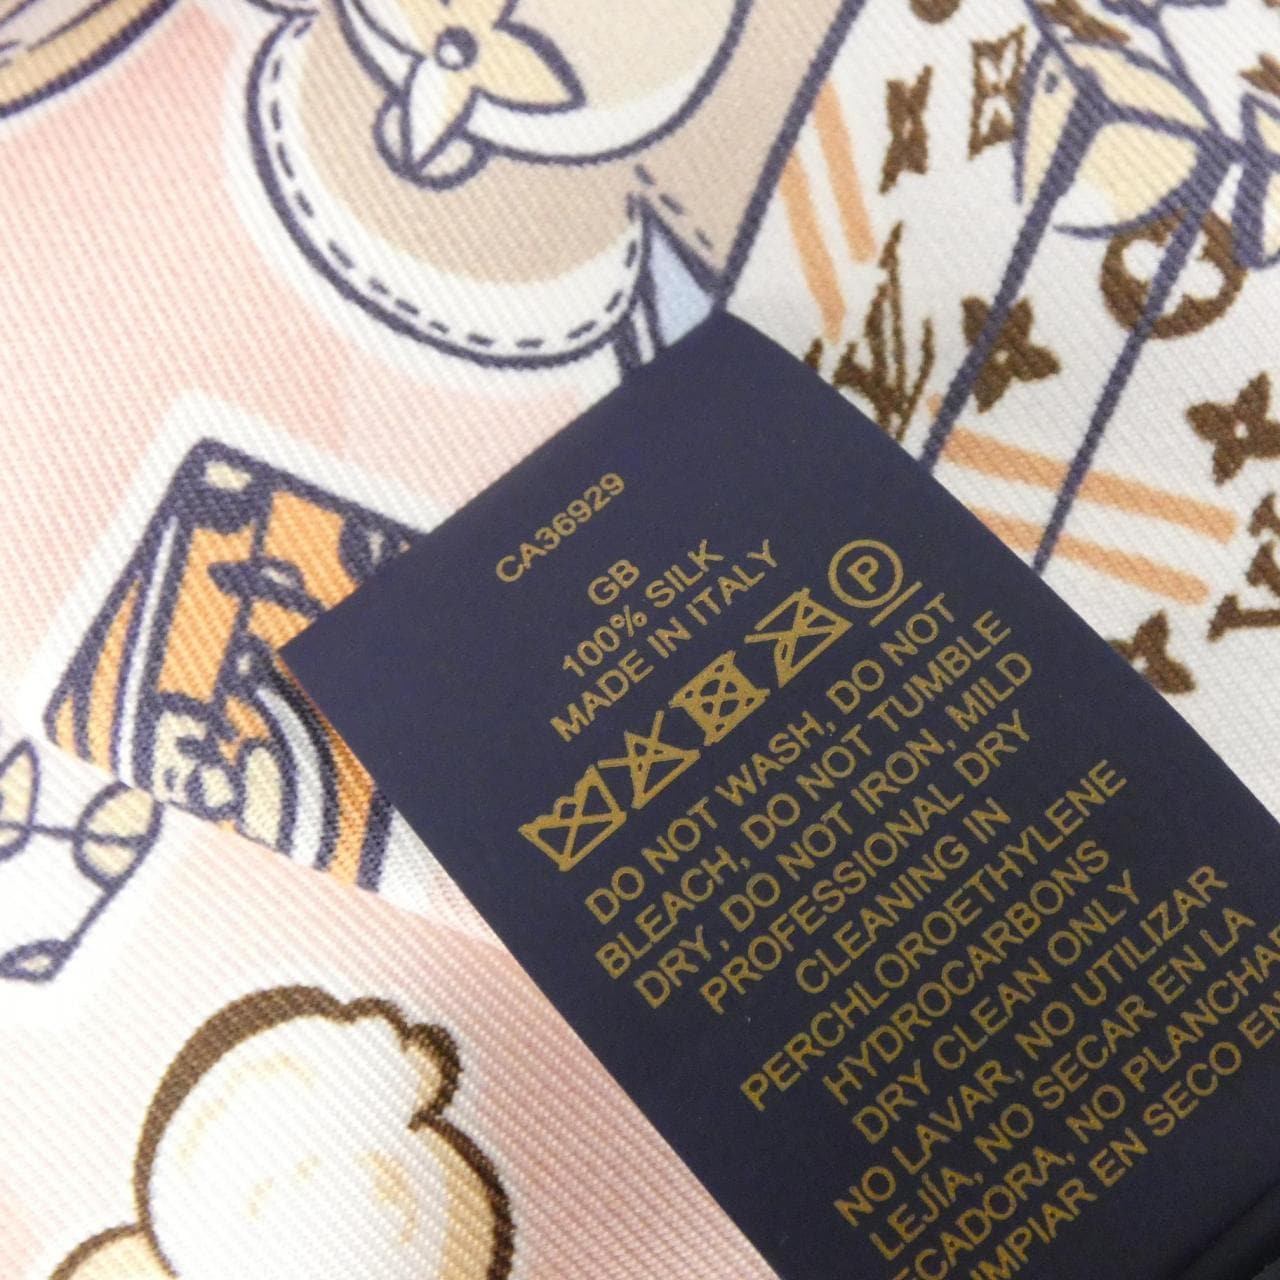 CA36929
GB
100% SILK
MADE IN ITALY
P
DO NOT WASH, DO NOT
BLEACH, DO NOT TUMBLE
DRY, DO NOT IRON, MILD
PROFESSIONAL DRY
CLEANING IN
PERCHLOROETHYLENE
HYDROCARBONS
DRY CLEAN ONLY
NO LAVAR, NO UTILIZAR
LEJÍA, NO SECAR EN LA
ECADORA, NO PLANCHAR
IMPIAR EN SECO EN